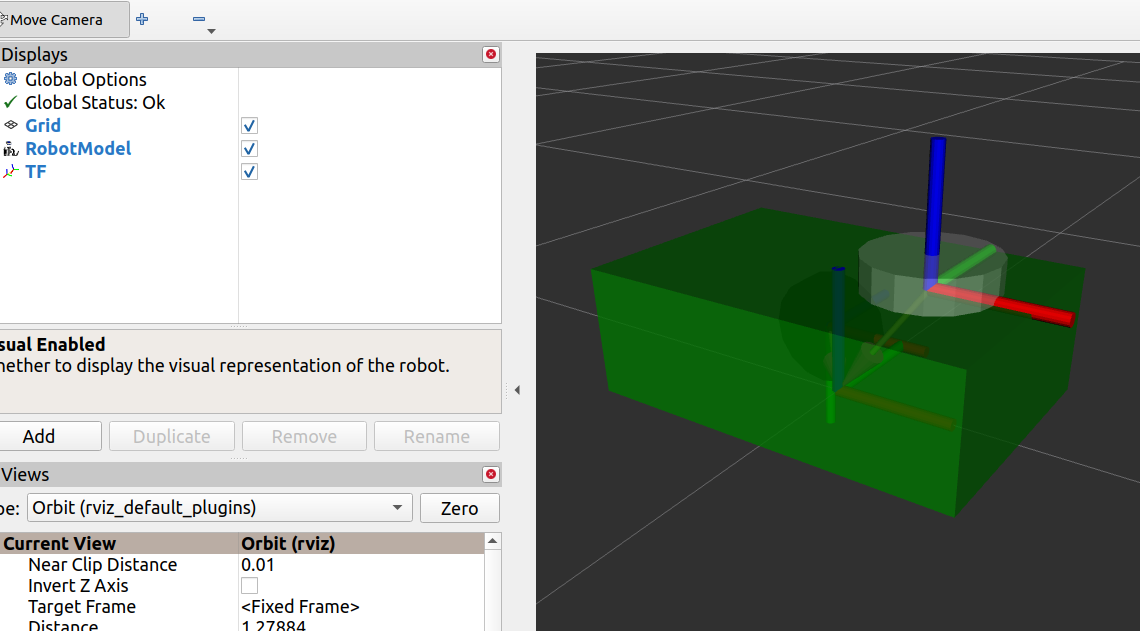 Move Camera
Displays
Global Options
Global Status: Ok
Grid
RobotModel
TF
sual Enabled
hether to display the visual representation of the robot.
Add
Duplicate
Remove
Rename
Views
pe: Orbit (rviz_default_plugins) Zero
Current View Orbit (rviz)
Near Clip Distance 0.01
Invert Z Axis
Target Frame <Fixed Frame>
Distance 1.27884